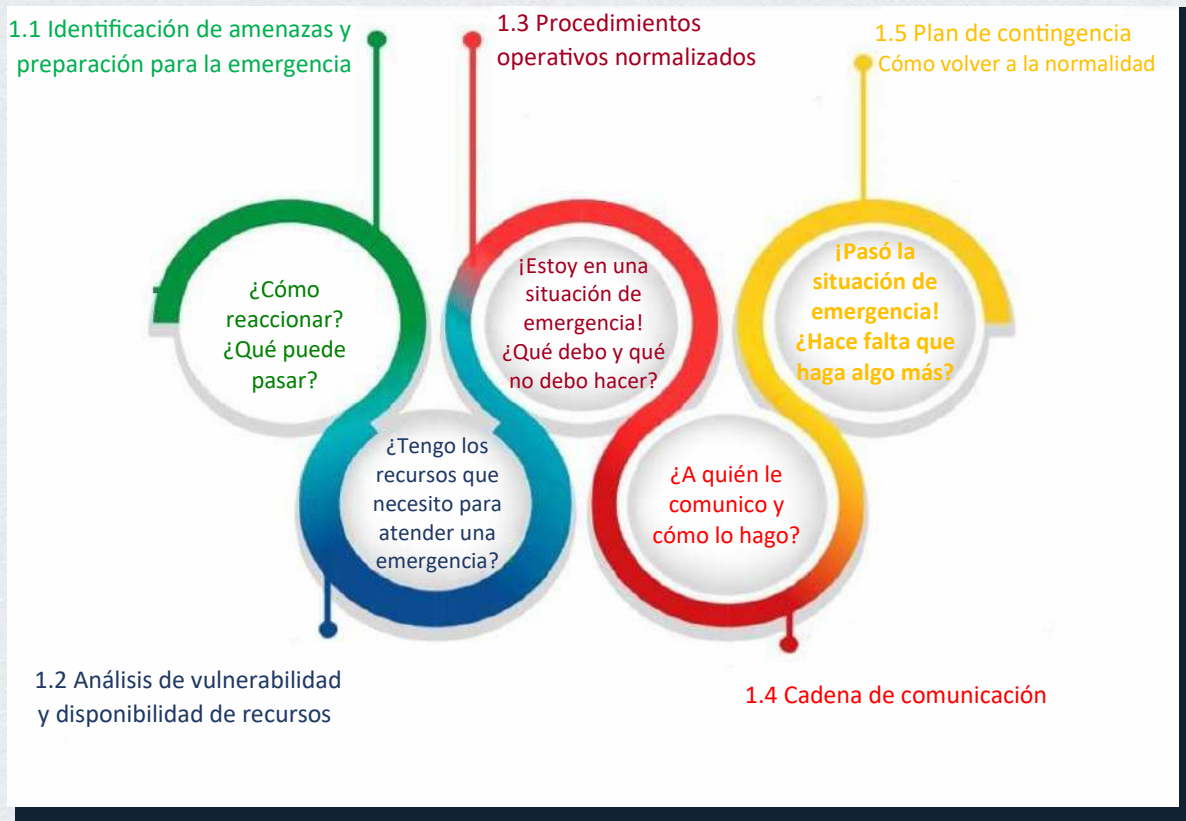 1.1 Identificación de amenazas y
preparación para la emergencia
1.3 Procedimientos
operativos normalizados
1.5 Plan de contingencia
Cómo volver a la normalidad
¿Cómo
reaccionar?
¿Qué puede
pasar?
¡Estoy en una
situación de
emergencia!
¿Qué debo y qué
no debo hacer?
¡Pasó la
situación de
emergencia!
¿Hace falta que
haga algo más?
¿Tengo los
recursos que
necesito para
atender una
emergencia?
¿A quién le
comunico y
cómo lo hago?
1.2 Análisis de vulnerabilidad
y disponibilidad de recursos
1.4 Cadena de comunicación